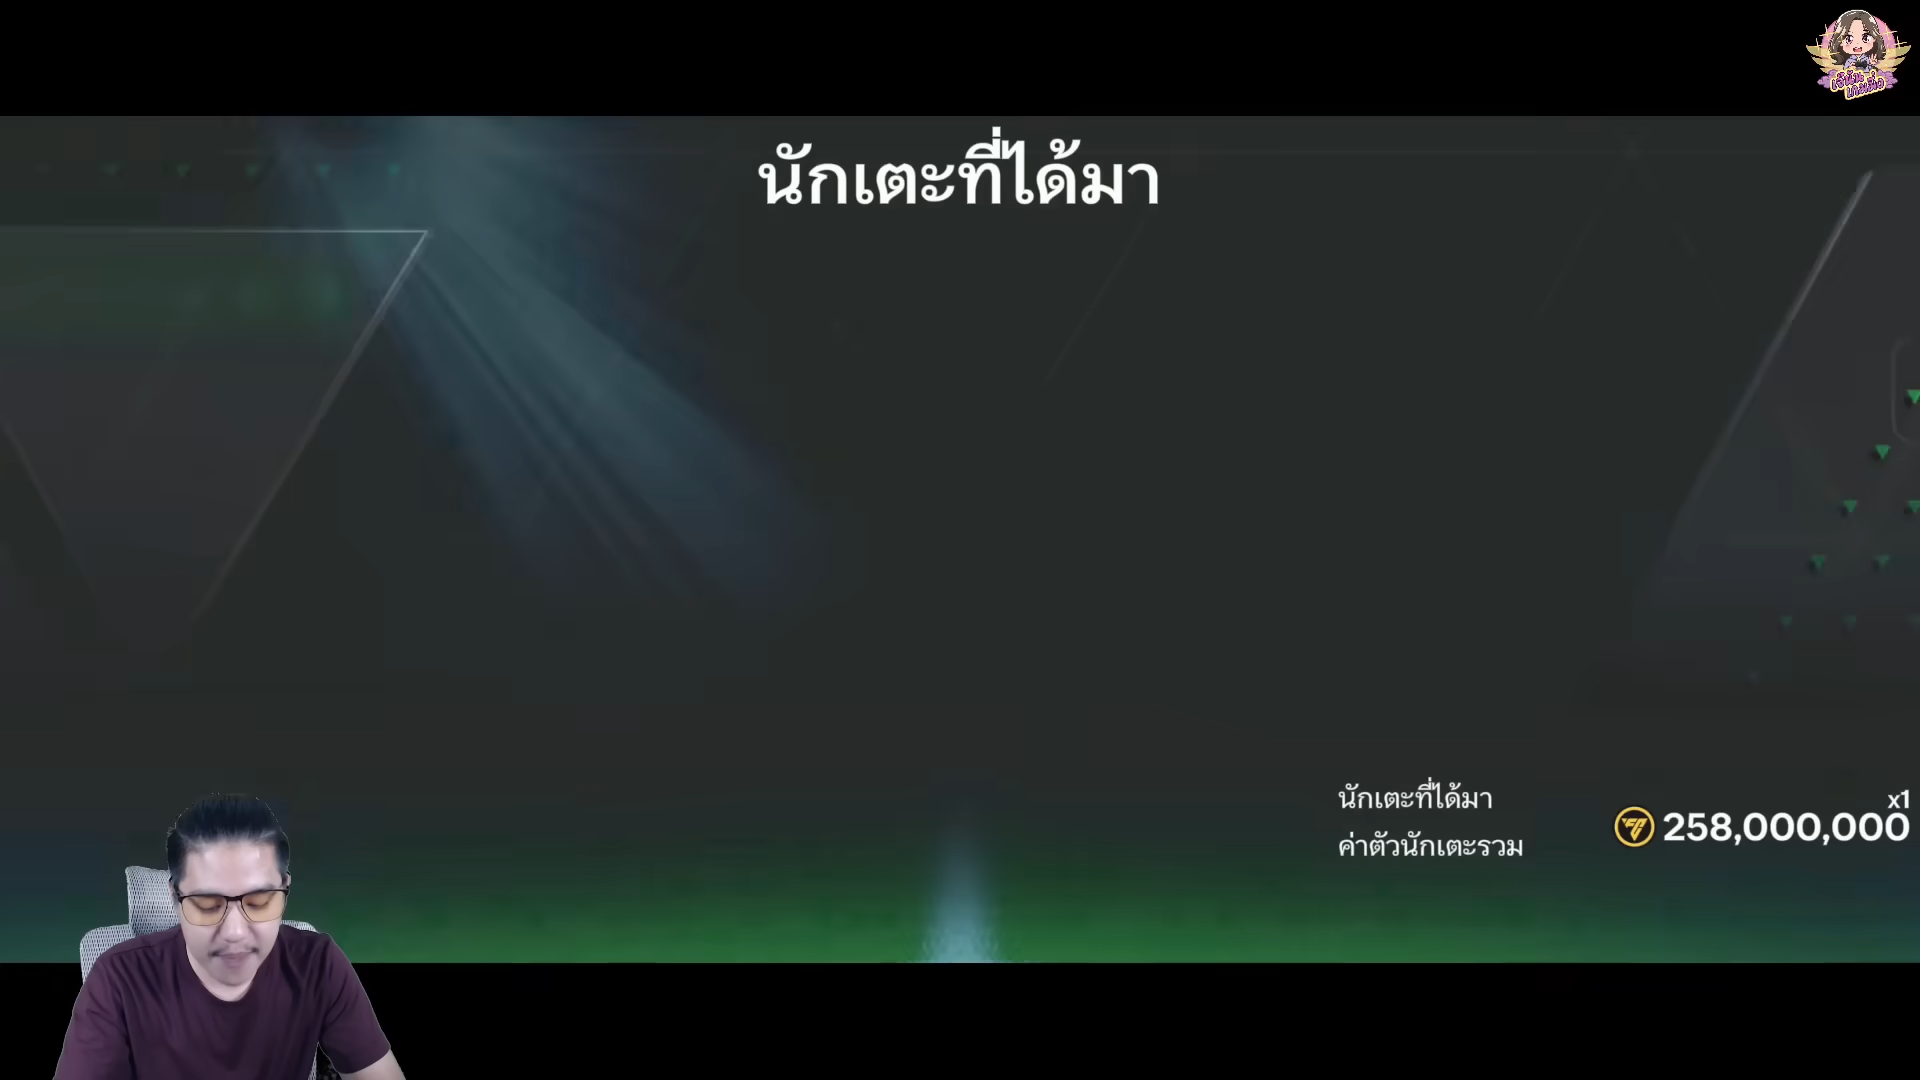 นักเตะที่ได้มา
นักเตะที่ได้มา x1
ค่าตัวนักเตะรวม 258,000,000